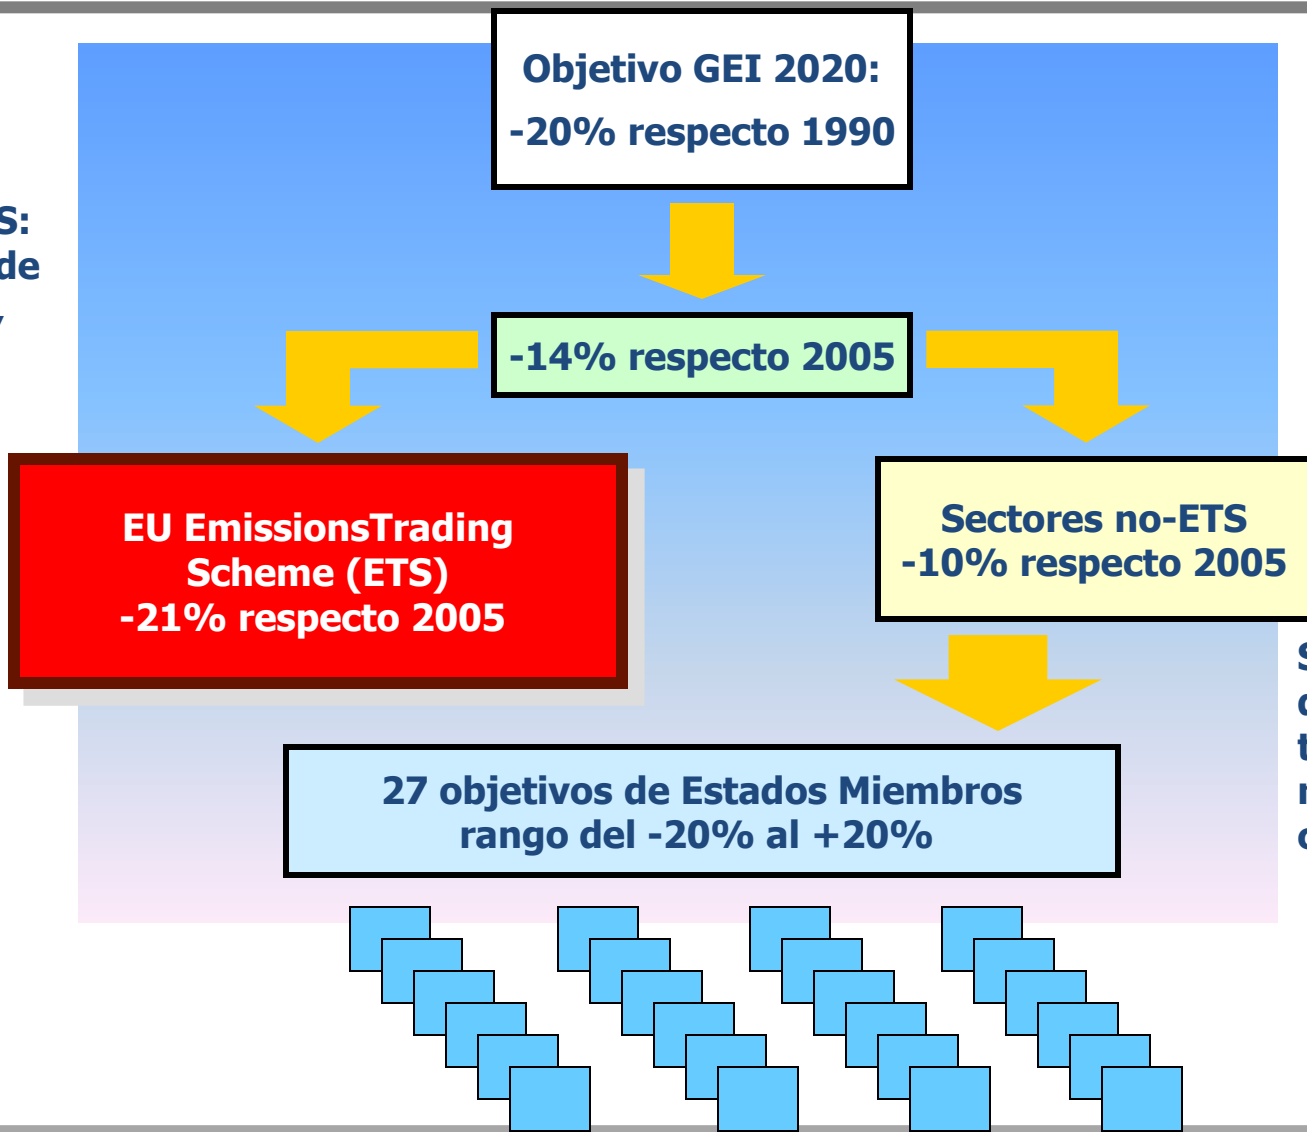 Objetivo GEI 2020:
-20% respecto 1990
S:
de
-14% respecto 2005
EU EmissionsTrading
Scheme (ETS)
-21% respecto 2005
Sectores no-ETS
-10% respecto 2005
27 objetivos de Estados Miembros
rango del -20% al +20%